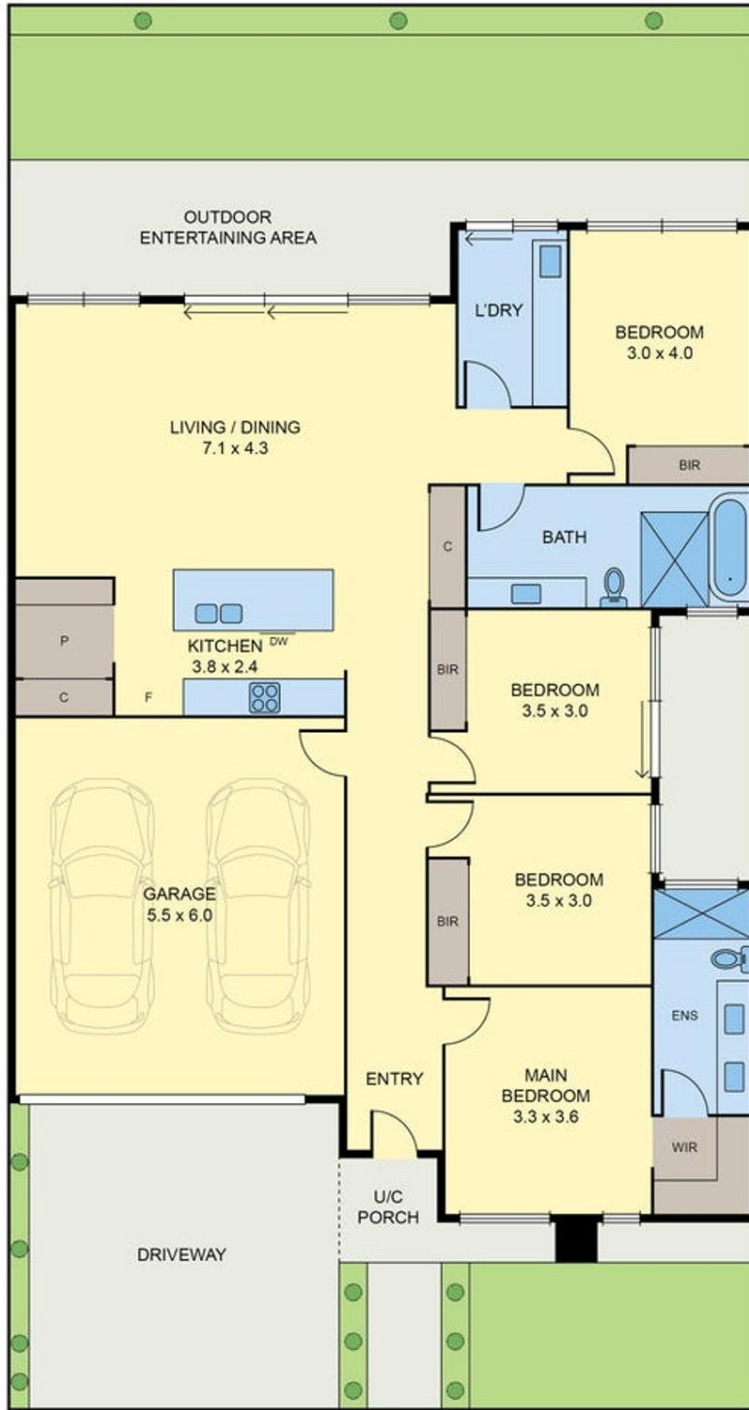 OUTDOOR
ENTERTAINING AREA
L'DRY
BEDROOM
3.0 x 4.0
LIVING / DINING
7.1 x 4.3
BIR
C
BATH
P
KITCHEN
DW
3.8 x 2.4
BIR
BEDROOM
3.5 x 3.0
C
F
GARAGE
5.5 x 6.0
BEDROOM
3.5 x 3.0
BIR
ENS
ENTRY
MAIN
BEDROOM
3.3 x 3.6
WIR
U/C
PORCH
DRIVEWAY